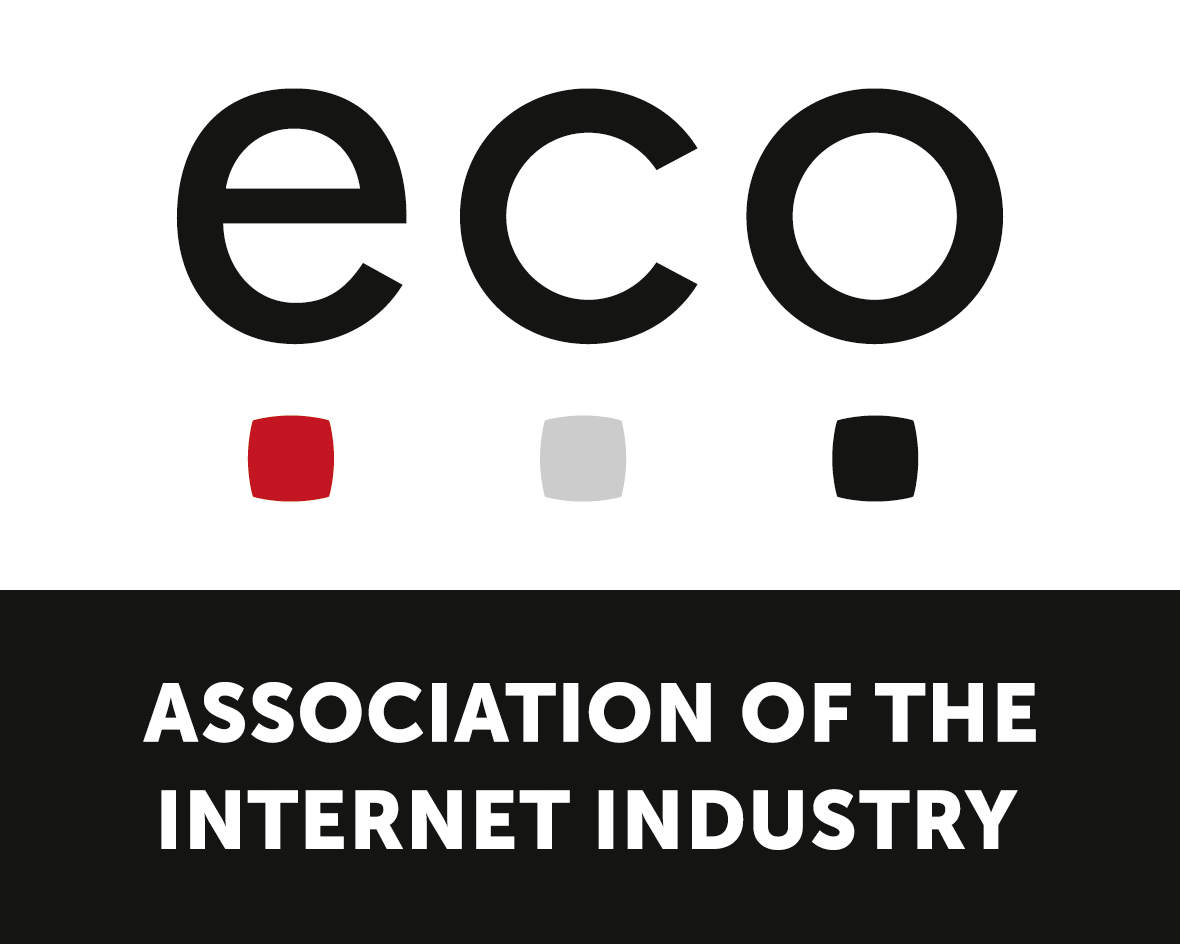 eco
ASSOCIATION OF THE
INTERNET INDUSTRY